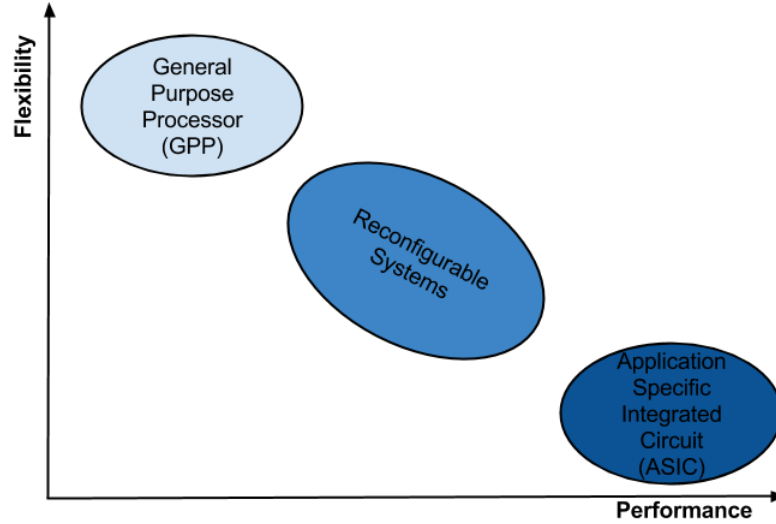 Flexibility
General
Purpose
Processor
(GPP)
Reconfigurable
Systems
Application
Specific
Integrated
Circuit
(ASIC)
Performance